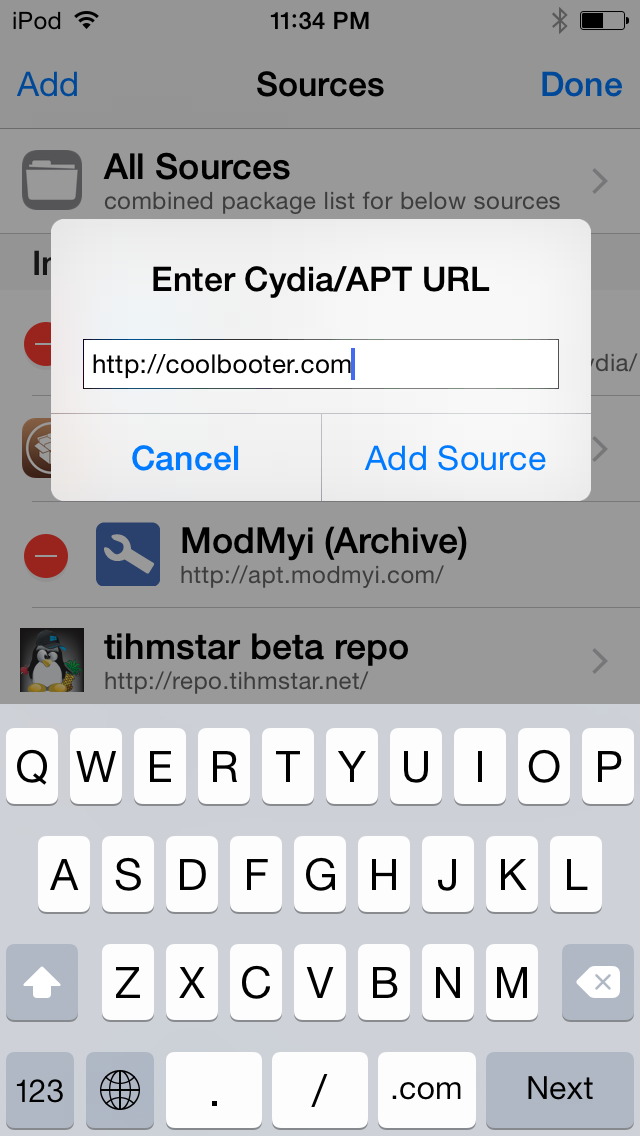 iPod 11:34 PM
Add Sources Done
All Sources
combined package list for below sources
Enter Cydia/APT URL
http://coolbooter.com
Cancel Add Source
ModMyi (Archive)
http://apt.modmyi.com/
tihmstar beta repo
http://repo.tihmstar.net/
Q W E R T Y U I O P
A S D F G H J K L
Z X C V B N M
123 . / .com Next